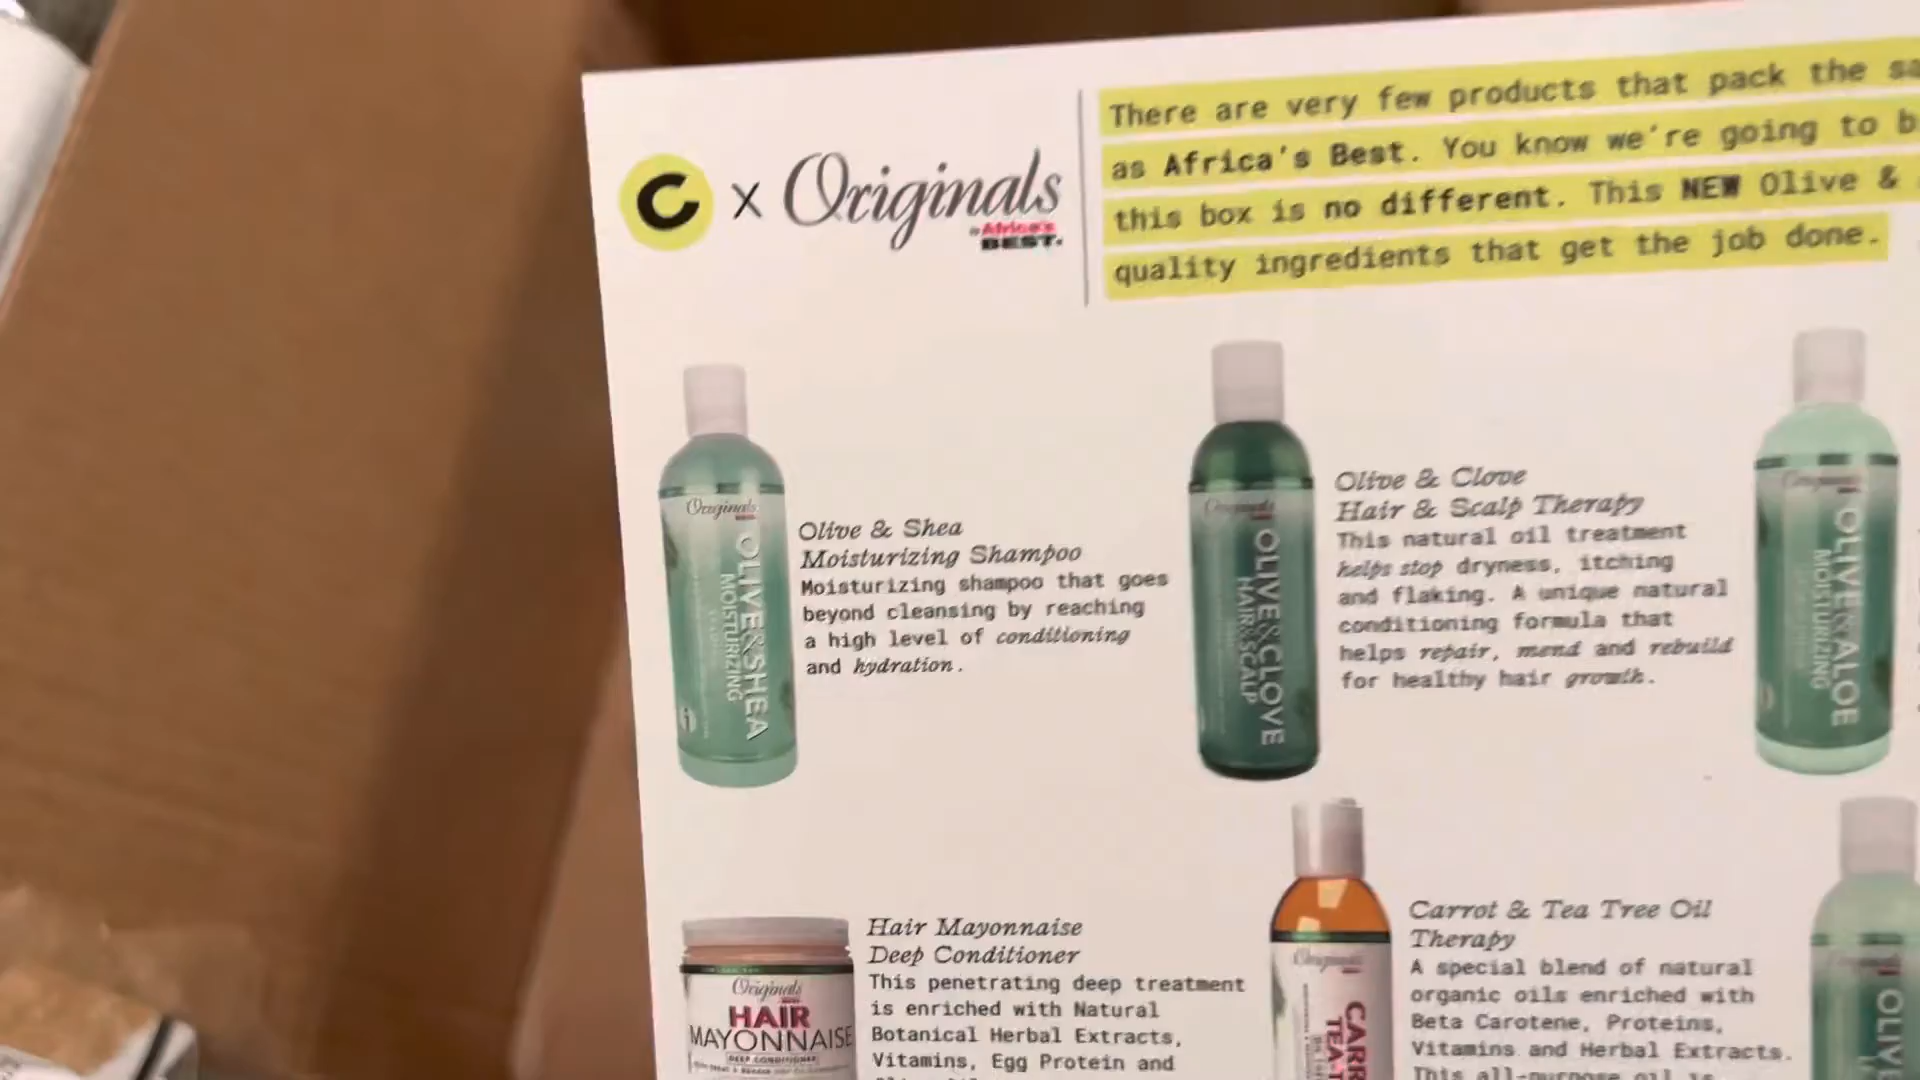 C x Originals
by Africa's
BEST.
There are very few products that pack the
as Africa's Best. You know we're going to
this box is no different. This NEW Olive &
quality ingredients that get the job done.
Originals
OLIVE&SHEA
MOISTURIZING
Olive & Shea
Moisturizing Shampoo
Moisturizing shampoo that goes
beyond cleansing by reaching
a high level of conditioning
and hydration.
Originals
OLIVE&CLOVE
HAIR&SCALP
Olive & Clove
Hair & Scalp Therapy
This natural oil treatment
helps stop dryness, itching
and flaking. A unique natural
conditioning formula that
helps repair, mend and rebuild
for healthy hair growth.
Originals
OLIVE&ALOE
MOISTURIZING
Originals
HAIR
MAYONNAISE
DEEP CONDITIONER
Hair Mayonnaise
Deep Conditioner
This penetrating deep treatment
is enriched with Natural
Botanical Herbal Extracts,
Vitamins, Egg Protein and
Originals
Carrot & Tea Tree Oil
Therapy
A special blend of natural
organic oils enriched with
Beta Carotene, Proteins,
Vitamins and Herbal Extracts.
This all-purpose oil is